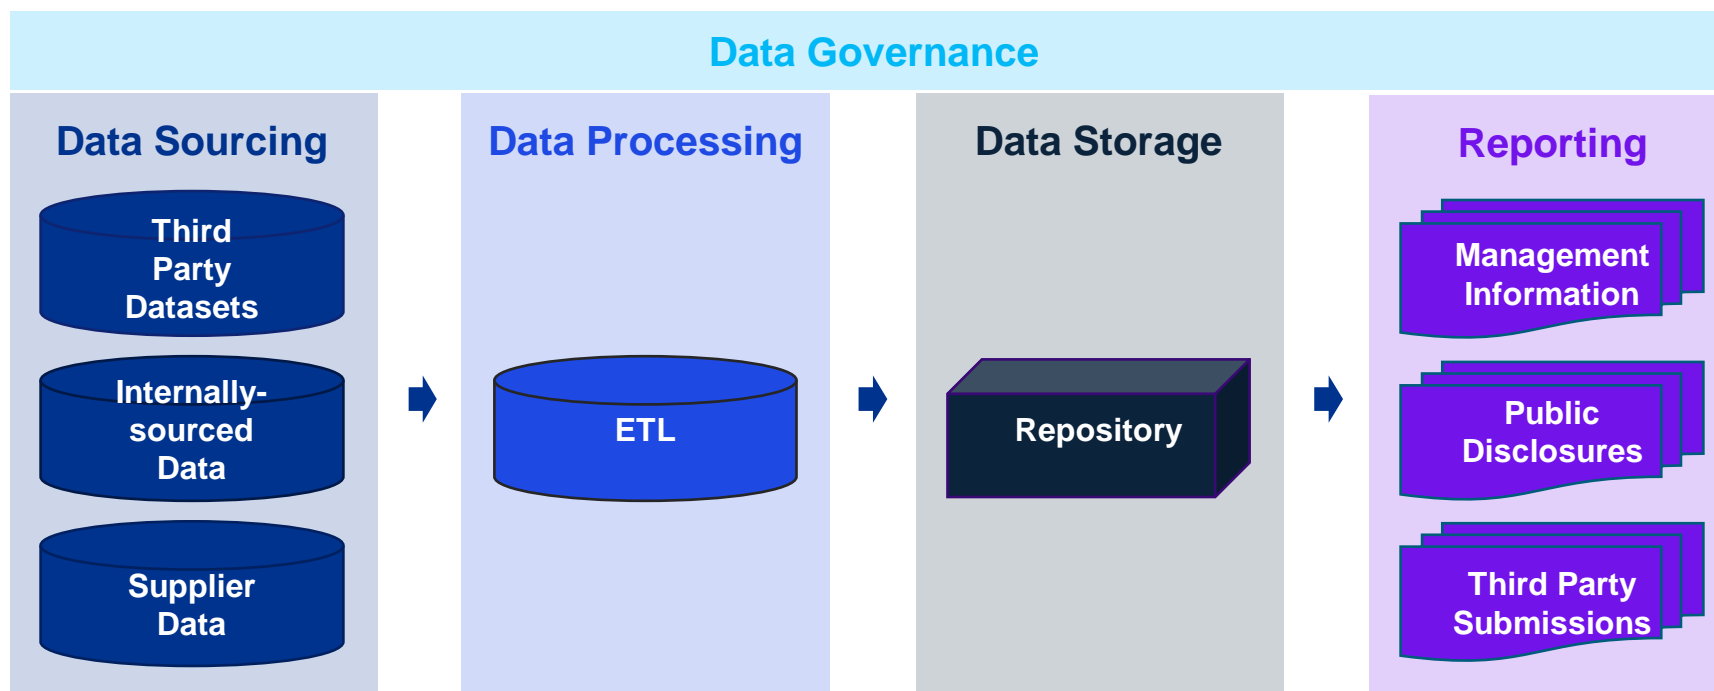 Data Governance
Data Sourcing
Third
Party
Datasets
Internally-
sourced
Data
Supplier
Data
Data Processing
ETL
Data Storage
Repository
Reporting
Management
Information
Public
Disclosures
Third Party
Submissions